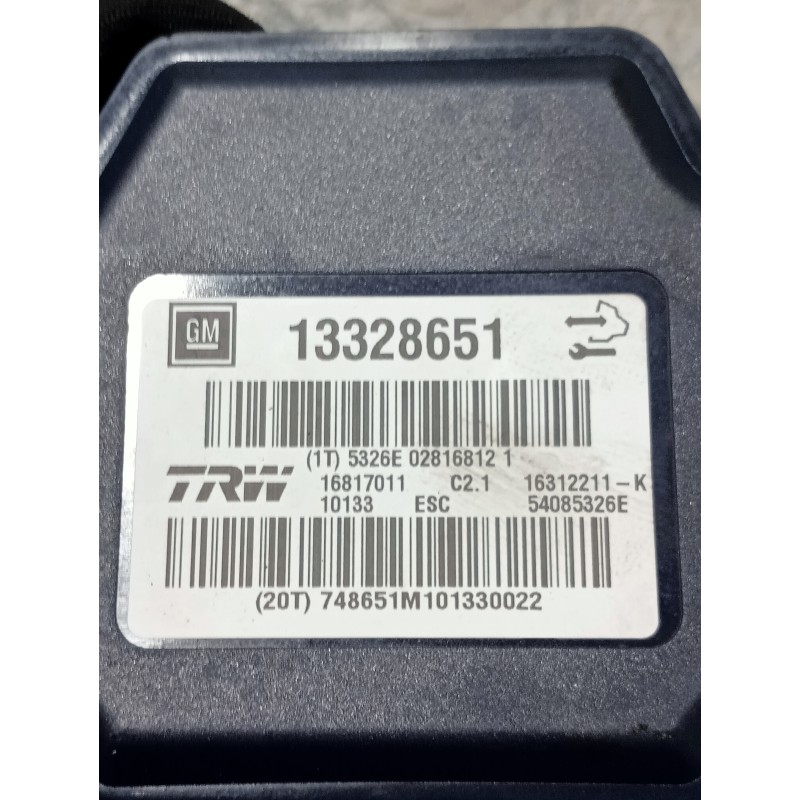 GM 13328651
(1T) 5326E 02816812 1
TRW 16817011 C2.1 16312211-K
10133 ESC 54085326E
(20T) 748651M101330022